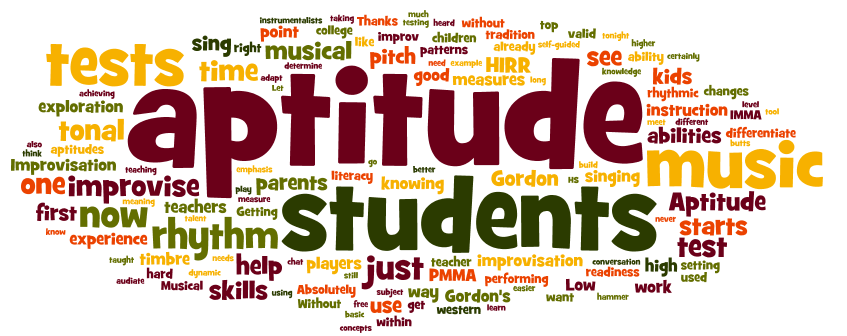 instrumentalists taking Thanks much testing heard without top
point college like improv children tradition valid tonight
sing right musical pitch patterns already self-guided higher
tests time determine adapt Let need example HIRR see ability certainly
good measures long knowledge kids
achieving aptitude rhythmic changes
exploration instruction IMMA level tool
tonal meet different
also think aptitudes abilities differentiate
butts
Improvisation teaching emphasis go better build music
one improvise play parents literacy knowing Gordon HS singing
meaning measure students Aptitude
first now teachers talent Getting never starts
know experience rhythm test
taught timbre needs help chat players just teacher improvisation conversation high setting
audiate hard dynamic still PMMA performing readiness used
Musical skills using Absolutely subject way Gordon's easier want Low work
Without free use get western learn hammer
basic within
concepts